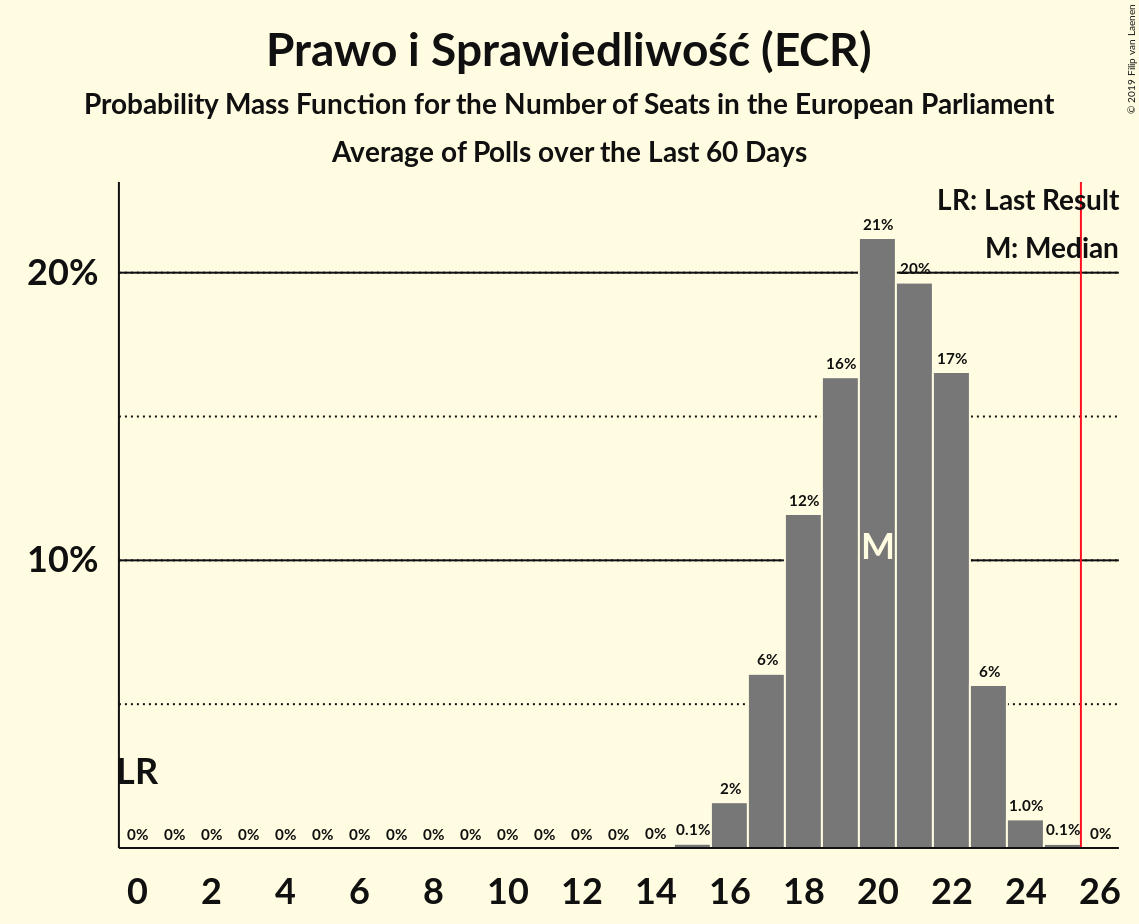 Prawo i Sprawiedliwość (ECR)
Probability Mass Function for the Number of Seats in the European Parliament
Average of Polls over the Last 60 Days
© 2019 Filip van Laenen
LR: Last Result
M: Median
20%
10%
21%
20%
16%
17%
12%
M
6%
6%
LR
2%
1.0%
0% 0% 0% 0% 0% 0% 0% 0% 0% 0% 0% 0% 0% 0% 0% 0.1% 0.1% 0%
0 2 4 6 8 10 12 14 16 18 20 22 24 26